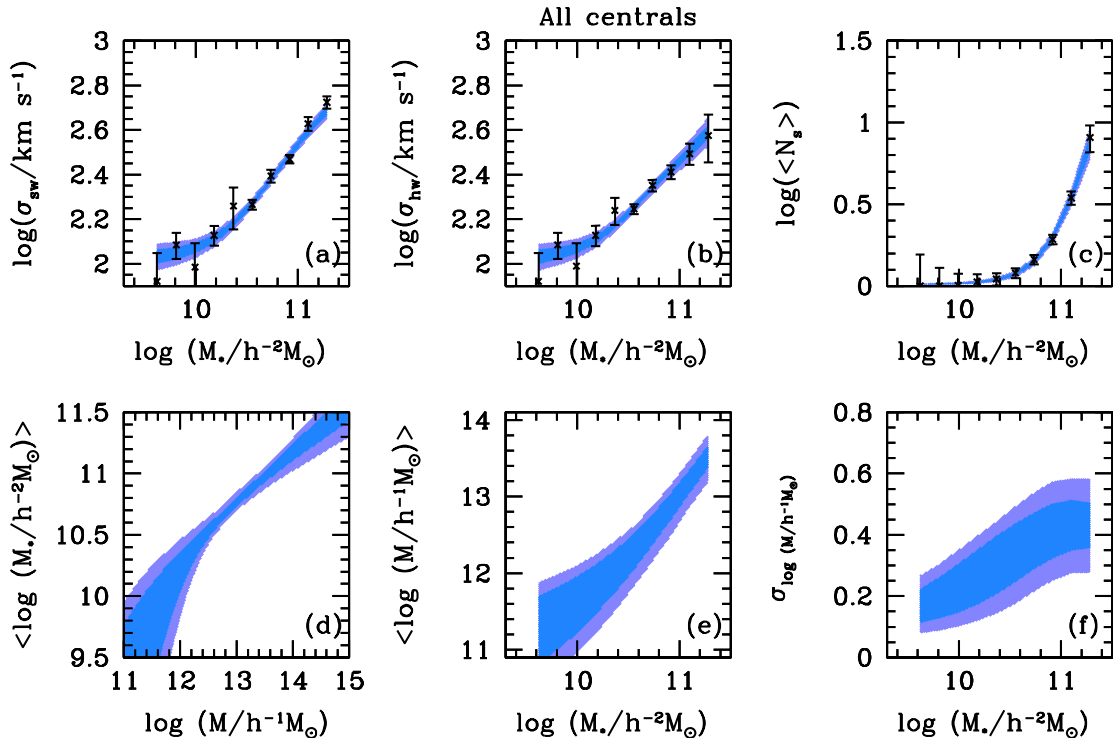 All centrals
log(σsw/km s⁻¹)
3
2.8
2.6
2.4
2.2
2
(a)
10
11
log (M*/h⁻²M⊙)
log(σhw/km s⁻¹)
3
2.8
2.6
2.4
2.2
2
(b)
10
11
log (M*/h⁻²M⊙)
log(<Ns>)
1.5
1
0.5
0
(c)
10
11
log (M*/h⁻²M⊙)
<log (M*/h⁻²M⊙)>
11.5
11
10.5
10
9.5
(d)
11
12
13
14
15
log (M/h⁻¹M⊙)
<log (M/h⁻¹M⊙)>
14
13
12
11
(e)
10
11
log (M*/h⁻²M⊙)
σlog (M/h⁻¹M⊙)
0.8
0.6
0.4
0.2
0
(f)
10
11
log (M*/h⁻²M⊙)